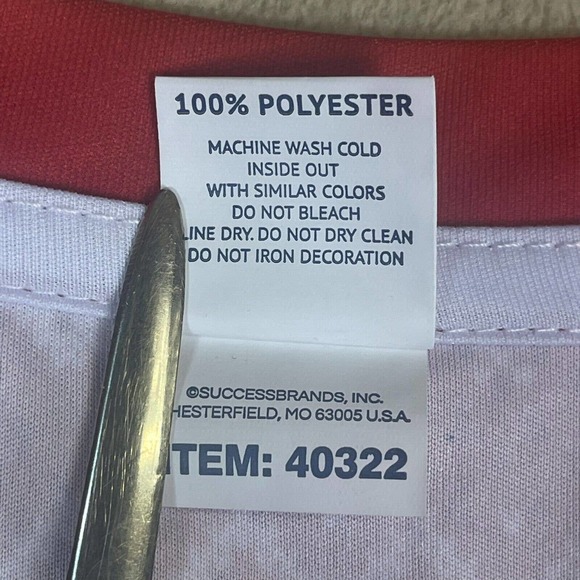 100% POLYESTER
MACHINE WASH COLD
INSIDE OUT
WITH SIMILAR COLORS
DO NOT BLEACH
LINE DRY. DO NOT DRY CLEAN
DO NOT IRON DECORATION
©SUCCESSBRANDS, INC.
HESTERFIELD, MO 63005 U.S.A.
ITEM: 40322